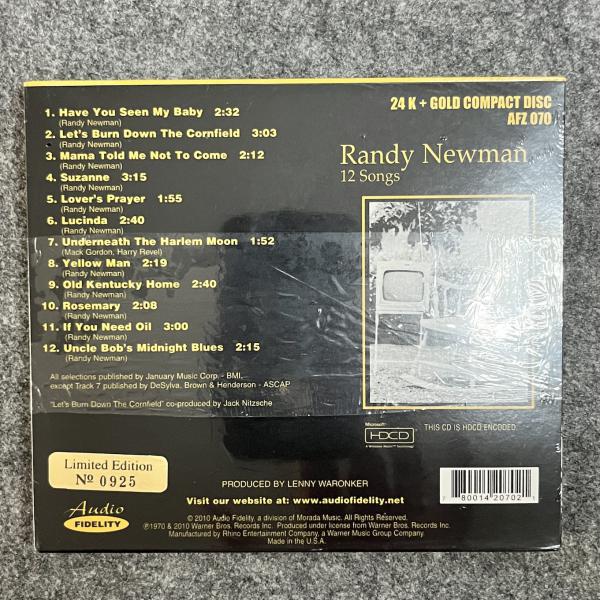 24 K + GOLD COMPACT DISC
AFZ 070
Randy Newman
12 Songs
1. Have You Seen My Baby 2:32
(Randy Newman)
2. Let's Burn Down The Cornfield 3:03
(Randy Newman)
3. Mama Told Me Not To Come 2:12
(Randy Newman)
4. Suzanne 3:15
(Randy Newman)
5. Lover's Prayer 1:55
(Randy Newman)
6. Lucinda 2:40
(Randy Newman)
7. Underneath The Harlem Moon 1:52
(Mack Gordon, Harry Revel)
8. Yellow Man 2:19
(Randy Newman)
9. Old Kentucky Home 2:40
(Randy Newman)
10. Rosemary 2:08
(Randy Newman)
11. If You Need Oil 3:00
(Randy Newman)
12. Uncle Bob's Midnight Blues 2:15
(Randy Newman)
All selections published by January Music Corp. - BMI,
except Track 7 published by DeSylva, Brown & Henderson - ASCAP
"Let's Burn Down The Cornfield" co-produced by Jack Nitzsche
Microsoft
HDCD
A Windows Media Technology
THIS CD IS HDCD ENCODED
Limited Edition
No 0925
PRODUCED BY LENNY WARONKER
Visit our website at: www.audiofidelity.net
Audio
FIDELITY
7 80014 20702 1
© 2010 Audio Fidelity, a division of Morada Music. All Rights Reserved.
℗1970 & 2010 Warner Bros. Records Inc. Produced under license from Warner Bros. Records Inc.
Manufactured by Rhino Entertainment Company, a Warner Music Group Company.
Made in the U.S.A.